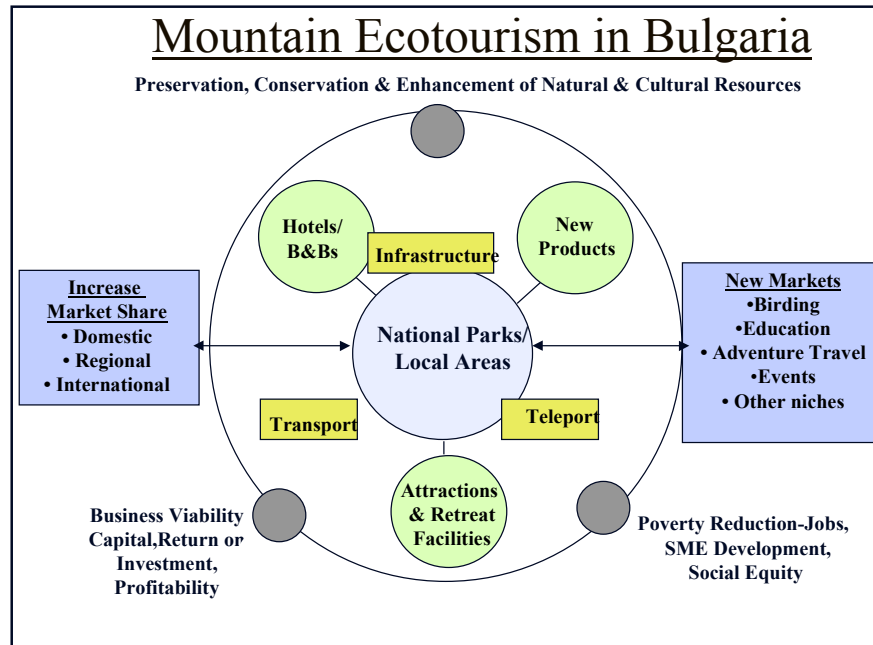 Mountain Ecotourism in Bulgaria
Preservation, Conservation & Enhancement of Natural & Cultural Resources
Hotels/
B&Bs
Infrastructure
New
Products
Increase
Market Share
• Domestic
• Regional
• International
National Parks/
Local Areas
New Markets
•Birding
•Education
• Adventure Travel
•Events
• Other niches
Transport
Teleport
Attractions
& Retreat
Facilities
Business Viability
Capital,Return or
Investment,
Profitability
Poverty Reduction-Jobs,
SME Development,
Social Equity